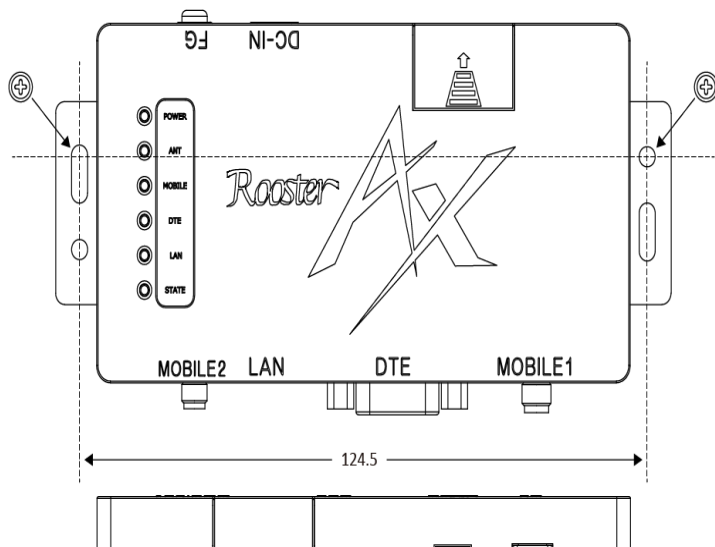 FG DC-IN
POWER
ANT
MOBILE
DTE
LAN
STATE
Rooster AX
MOBILE2 LAN DTE MOBILE1
124.5